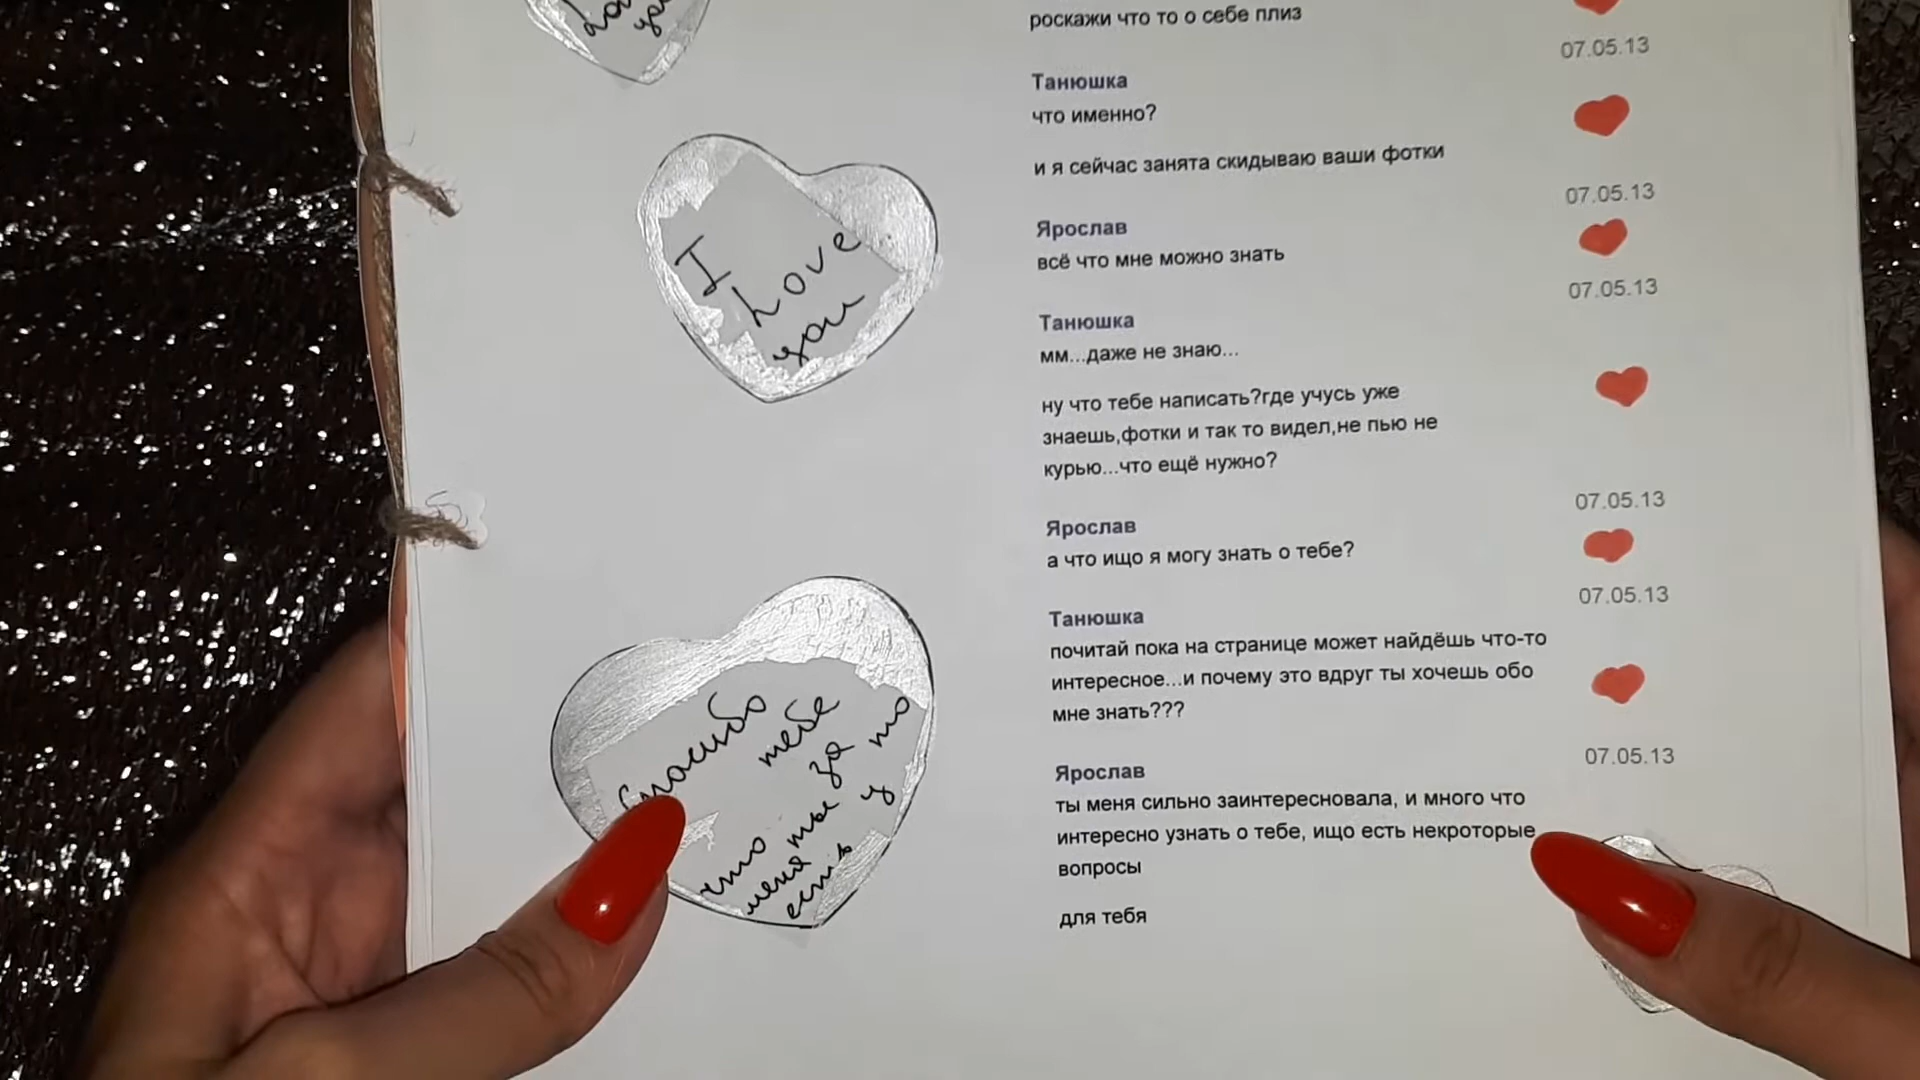 you
I
Love
you
Спасибо
тебе
за то
что ты у
меня
есть
роскажи что то о себе плиз
07.05.13
Танюшка
что именно?
и я сейчас занята скидываю ваши фотки
07.05.13
Ярослав
всё что мне можно знать
07.05.13
Танюшка
мм...даже не знаю...
ну что тебе написать?где учусь уже
знаешь,фотки и так то видел,не пью не
курью...что ещё нужно?
07.05.13
Ярослав
а что ищо я могу знать о тебе?
07.05.13
Танюшка
почитай пока на странице может найдёшь что-то
интересное...и почему это вдруг ты хочешь обо
мне знать???
07.05.13
Ярослав
ты меня сильно заинтересовала, и много что
интересно узнать о тебе, ищо есть некроторые
вопросы
для тебя